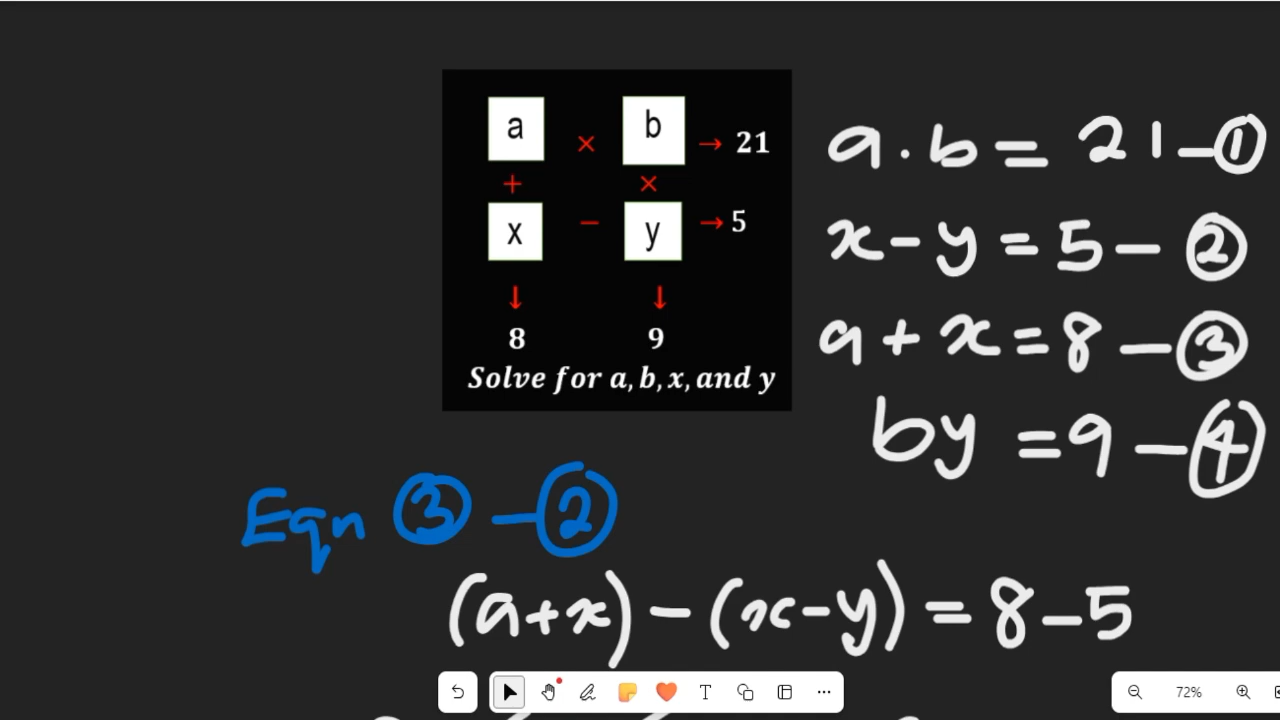 a × b → 21
+ ×
x − y → 5
↓ ↓
8 9
Solve for a, b, x, and y
a . b = 21 - ①
x - y = 5 - ②
a + x = 8 - ③
by = 9 - ④
Eqn ③ - ②
(a+x) - (x-y) = 8-5
T
72%